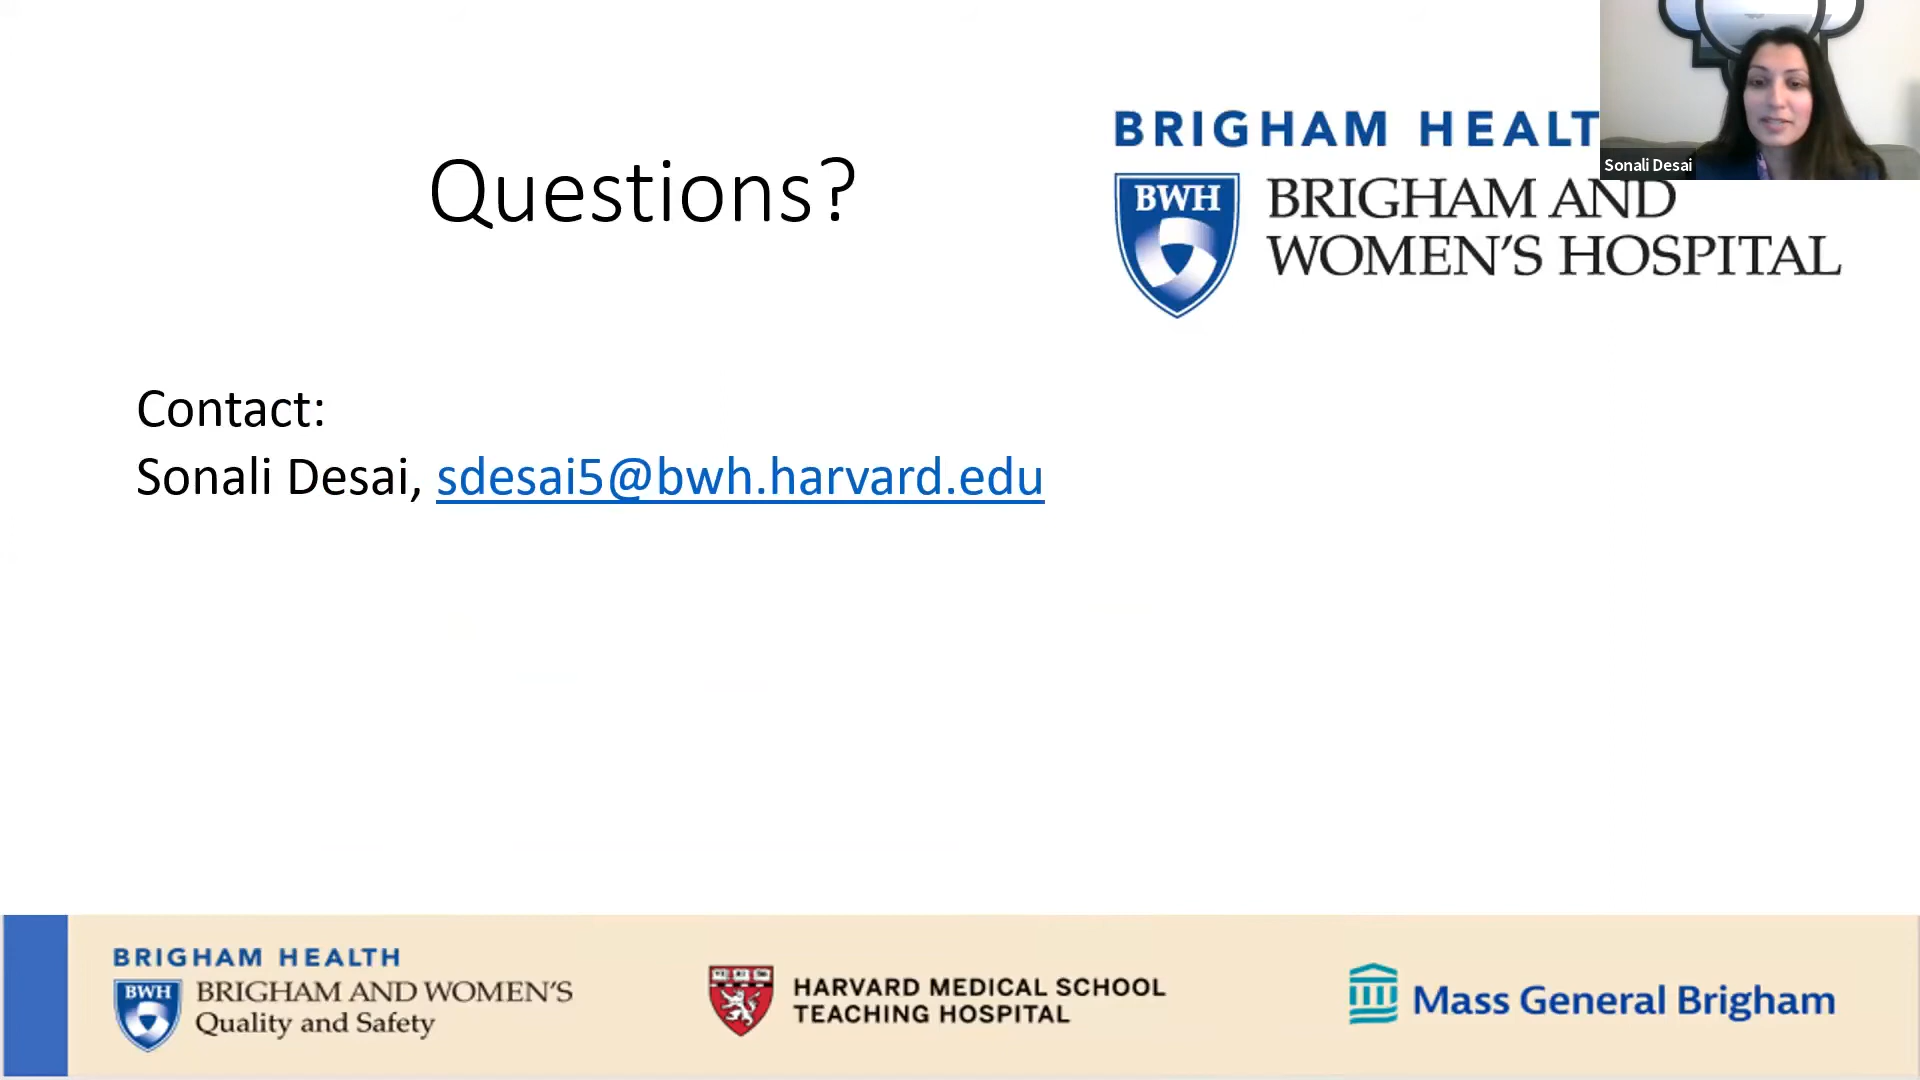 Questions?
BRIGHAM HEALT
BWH
BRIGHAM AND
WOMEN'S HOSPITAL
Sonali Desai
Contact:
Sonali Desai, sdesai5@bwh.harvard.edu
BRIGHAM HEALTH
BWH
BRIGHAM AND WOMEN'S
Quality and Safety
HARVARD MEDICAL SCHOOL
TEACHING HOSPITAL
Mass General Brigham